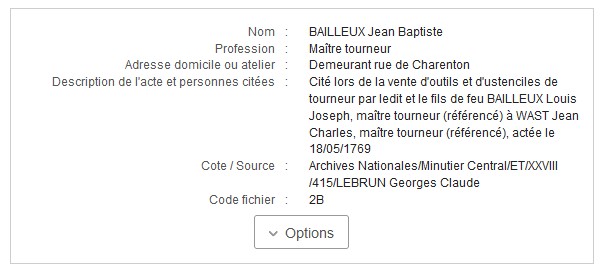 Nom : BAILLEUX Jean Baptiste
Profession : Maître tourneur
Adresse domicile ou atelier : Demeurant rue de Charenton
Description de l'acte et personnes citées : Cité lors de la vente d'outils et d'ustenciles de
tourneur par ledit et le fils de feu BAILLEUX Louis
Joseph, maître tourneur (référencé) à WAST Jean
Charles, maître tourneur (référencé), actée le
18/05/1769
Cote / Source : Archives Nationales/Minutier Central/ET/XXVIII
/415/LEBRUN Georges Claude
Code fichier : 2B
Options